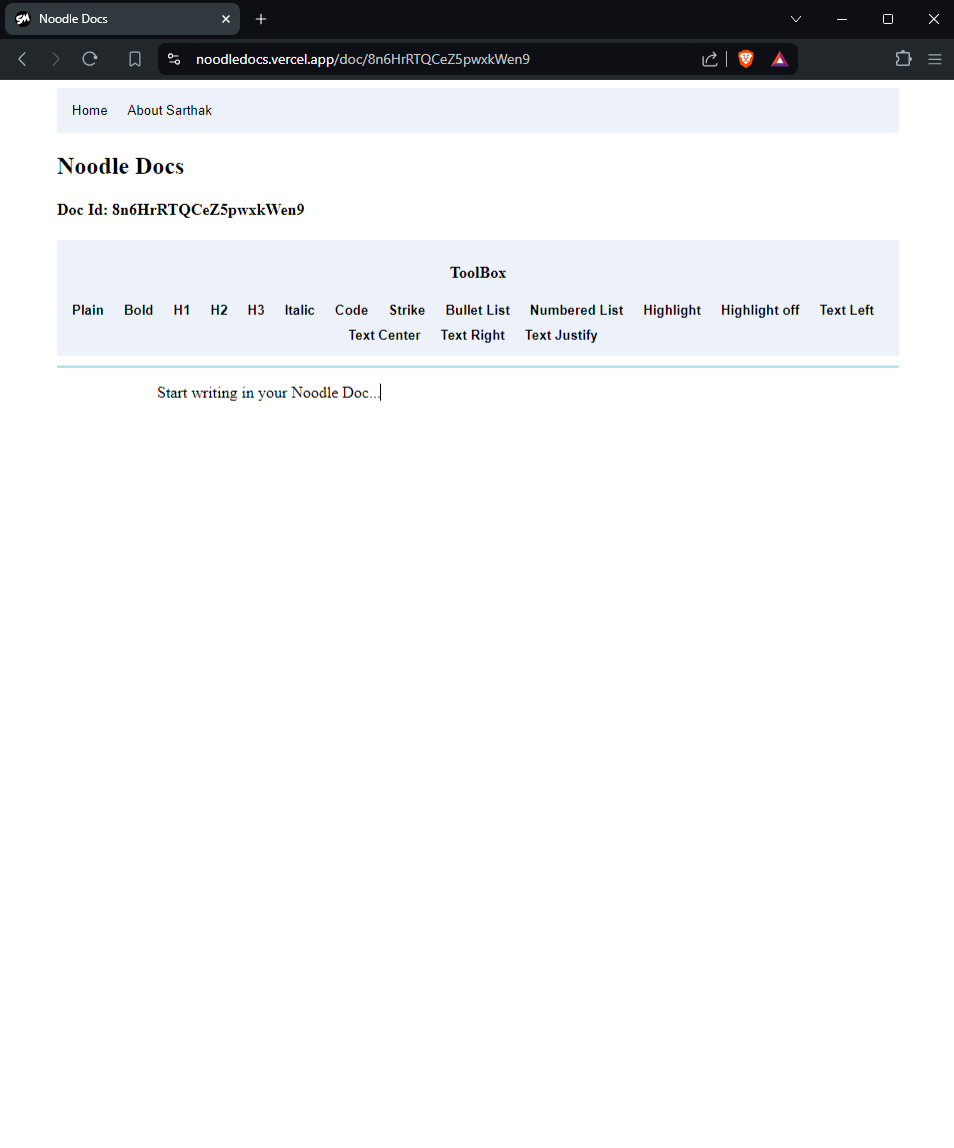 Noodle Docs
noodledocs.vercel.app/doc/8n6HrRTQCeZ5pwxkWen9
Home About Sarthak
Noodle Docs
Doc Id: 8n6HrRTQCeZ5pwxkWen9
ToolBox
Plain Bold H1 H2 H3 Italic Code Strike Bullet List Numbered List Highlight Highlight off Text Left
Text Center Text Right Text Justify
Start writing in your Noodle Doc...